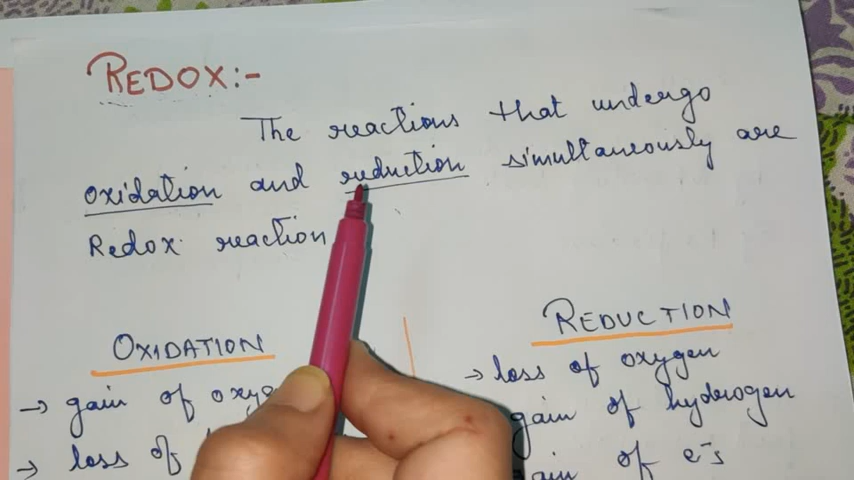 REDOX:-
The reactions that undergo
oxidation and reduction simultaneously are
Redox reaction
OXIDATION
REDUCTION
→ gain of
→ loss of oxygen
gain of hydrogen
→ loss of
of e⁻s